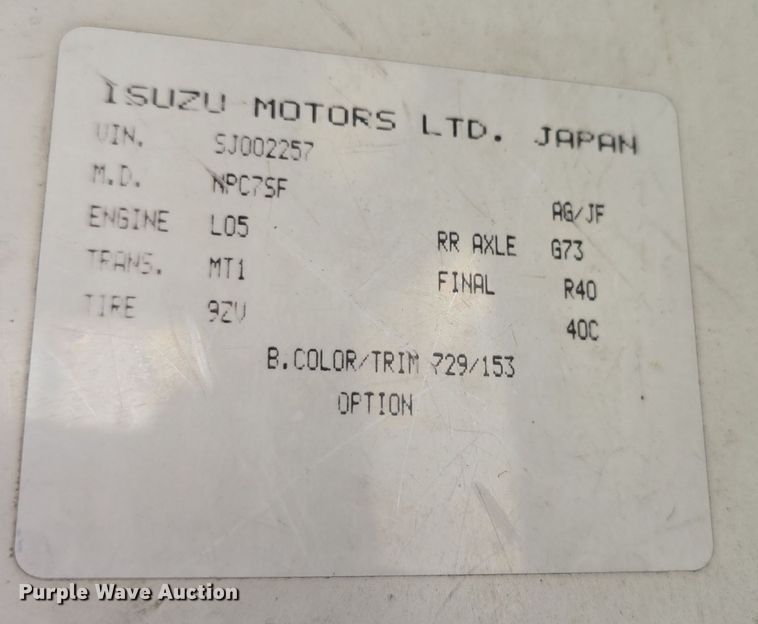 ISUZU MOTORS LTD. JAPAN
VIN. SJ002257
M.D. NPC7SF AG/JF
ENGINE L05 RR AXLE G73
TRANS. MT1 FINAL R40
TIRE 9ZV 40C
B.COLOR/TRIM 729/153
OPTION
Purple Wave Auction